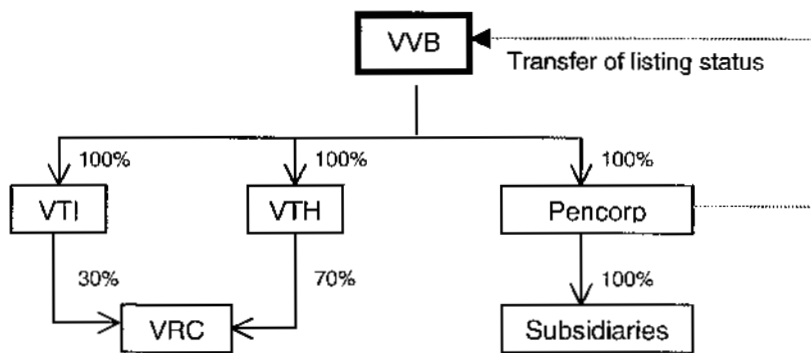 VVB
Transfer of listing status
100%
100%
100%
VTI
VTH
Pencorp
30%
70%
100%
VRC
Subsidiaries